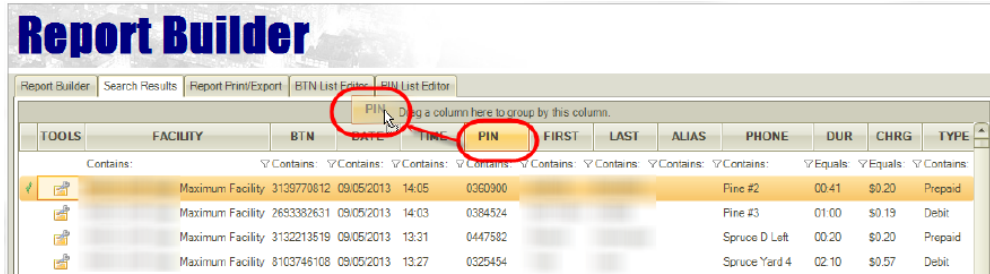 Report Builder
Report Builder Search Results Report Print/Export BTN List Editor PIN List Editor
PIN Drag a column here to group by this column.
TOOLS FACILITY BTN DATE TIME PIN FIRST LAST ALIAS PHONE DUR CHRG TYPE
Contains: Contains: Contains: Contains: Contains: Contains: Contains: Contains: Contains: Equals: Equals: Contains:
Maximum Facility 3139770812 09/05/2013 14:05 0360900 Pine #2 00:41 $0.20 Prepaid
Maximum Facility 2693382631 09/05/2013 14:03 0384524 Pine #3 01:00 $0.19 Debit
Maximum Facility 3132213519 09/05/2013 13:31 0447582 Spruce D Left 00:20 $0.20 Prepaid
Maximum Facility 8103746108 09/05/2013 13:27 0325454 Spruce Yard 4 02:10 $0.57 Debit